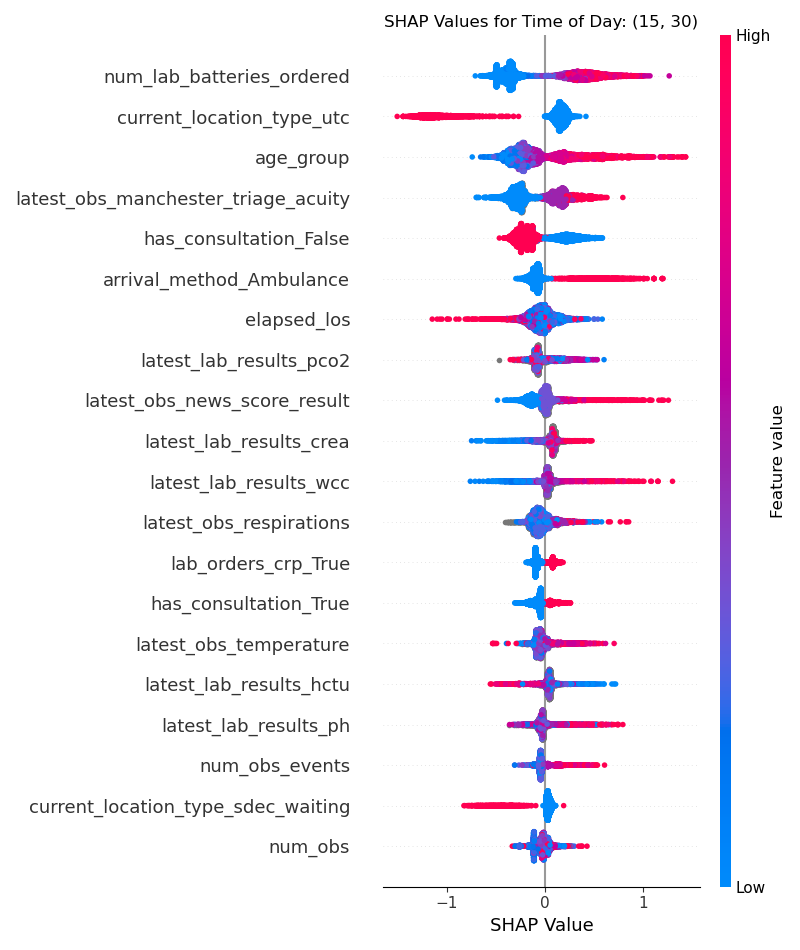 SHAP Values for Time of Day: (15, 30)
High
num_lab_batteries_ordered
current_location_type_utc
age_group
latest_obs_manchester_triage_acuity
has_consultation_False
arrival_method_Ambulance
elapsed_los
latest_lab_results_pco2
latest_obs_news_score_result
latest_lab_results_crea
latest_lab_results_wcc
latest_obs_respirations
lab_orders_crp_True
has_consultation_True
latest_obs_temperature
latest_lab_results_hctu
latest_lab_results_ph
num_obs_events
current_location_type_sdec_waiting
num_obs
Feature value
Low
−1 0 1
SHAP Value